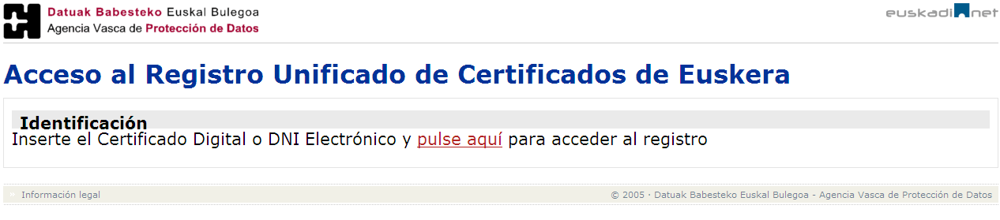 Datuak Babesteko Euskal Bulegoa
Agencia Vasca de Protección de Datos
euskadi net
Acceso al Registro Unificado de Certificados de Euskera
Identificación
Inserte el Certificado Digital o DNI Electrónico y pulse aquí para acceder al registro
Información legal
© 2005 · Datuak Babesteko Euskal Bulegoa - Agencia Vasca de Protección de Datos